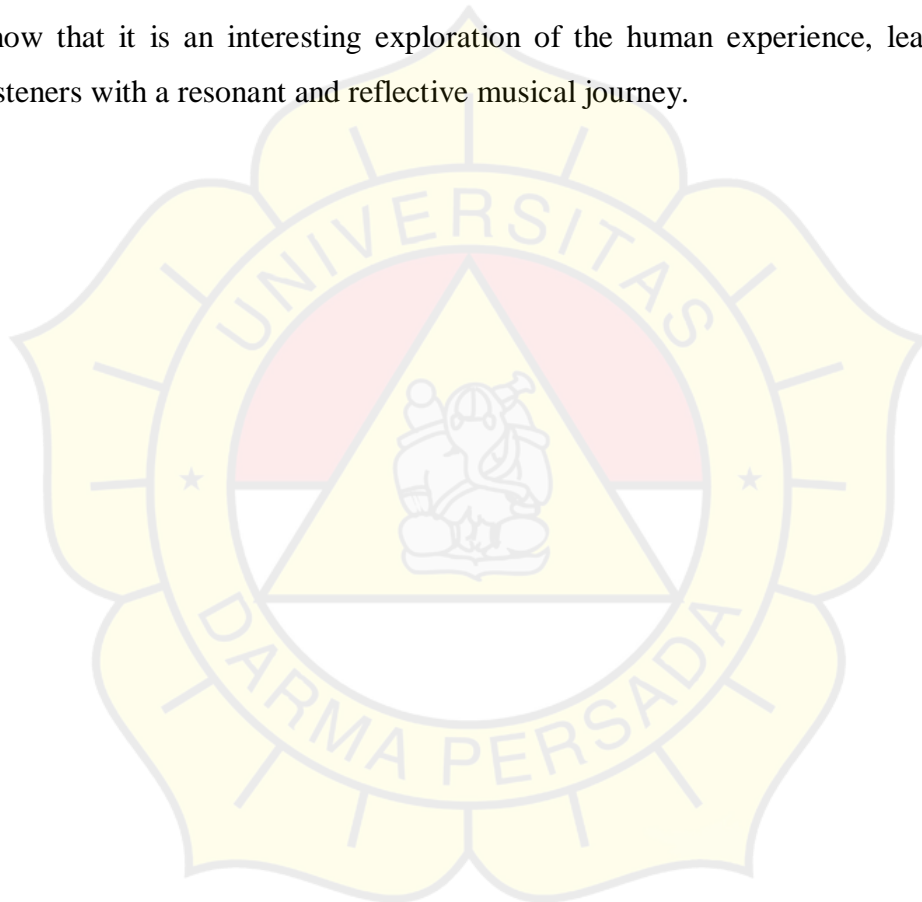 how that it is an interesting exploration of the human experience, lea
steners with a resonant and reflective musical journey.
UNIVERSITAS
DARMA PERSADA